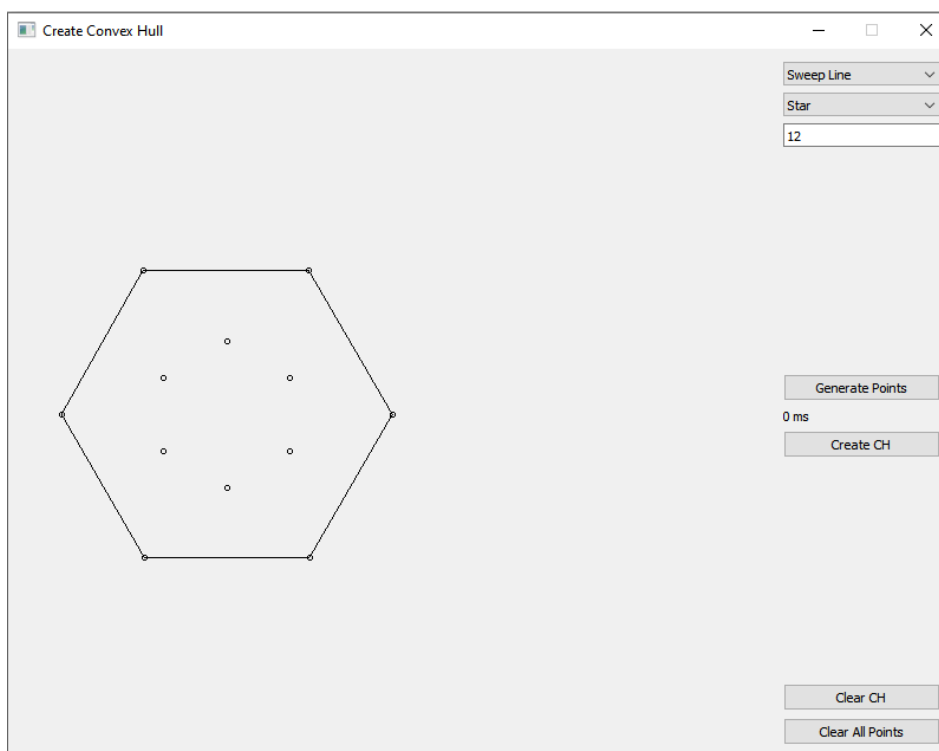 Create Convex Hull
Sweep Line
Star
12
Generate Points
0 ms
Create CH
Clear CH
Clear All Points